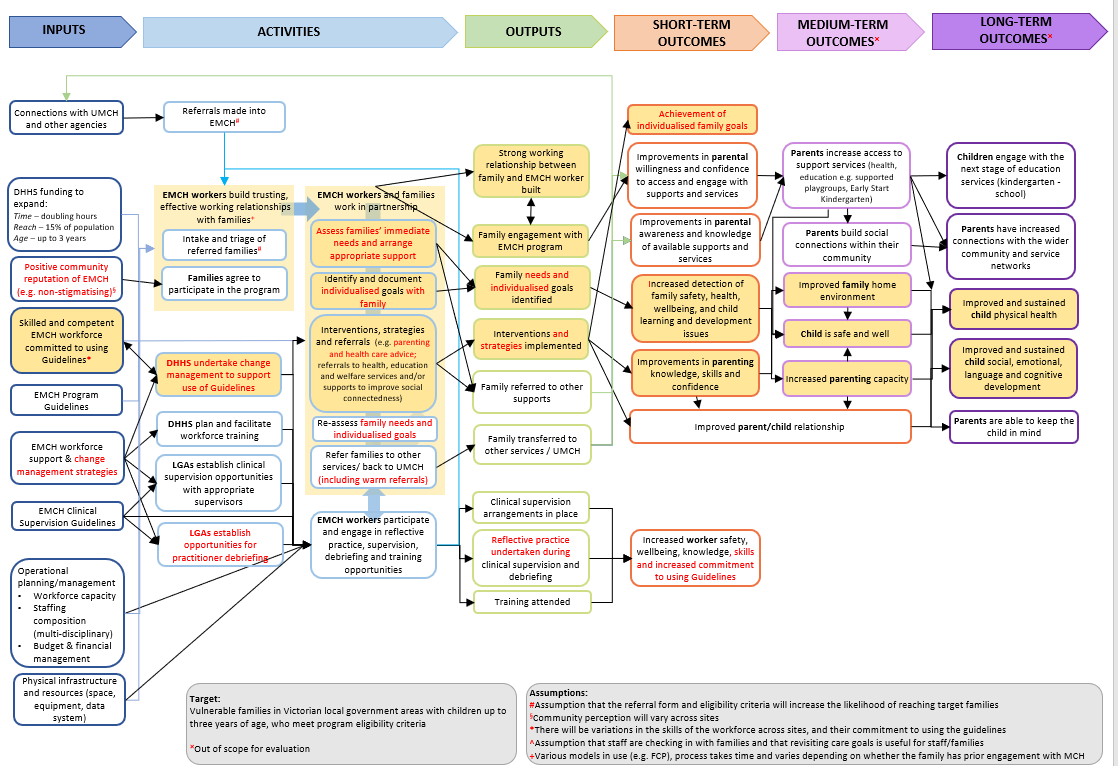 INPUTS
ACTIVITIES
OUTPUTS
SHORT-TERM
OUTCOMES
MEDIUM-TERM
OUTCOMES*
LONG-TERM
OUTCOMES*
Connections with UMCH
and other agencies
DHHS funding to
expand:
Time – doubling hours
Reach – 15% of population
Age – up to 3 years
Positive community
reputation of EMCH
(e.g. non-stigmatising)§
Skilled and competent
EMCH workforce
committed to using
Guidelines*
EMCH Program
Guidelines
EMCH workforce
support & change
management strategies
EMCH Clinical
Supervision Guidelines
Operational
planning/management
• Workforce capacity
• Staffing
composition
(multi-disciplinary)
• Budget & financial
management
Physical infrastructure
and resources (space,
equipment, data
system)
Referrals made into
EMCH#
EMCH workers build trusting,
effective working relationships
with families+
Intake and triage of
referred families#
Families agree to
participate in the program
DHHS undertake change
management to support
use of Guidelines
DHHS plan and facilitate
workforce training
LGAs establish clinical
supervision opportunities
with appropriate
supervisors
LGAs establish
opportunities for
practitioner debriefing
EMCH workers and families
work in partnership
Assess families' immediate
needs and arrange
appropriate support
Identify and document
individualised goals with
family
Interventions, strategies
and referrals (e.g. parenting
and health care advice;
referrals to health, education
and welfare services and/or
supports to improve social
connectedness)
Re-assess family needs and
individualised goals
Refer families to other
services/ back to UMCH
(including warm referrals)
EMCH workers participate
and engage in reflective
practice, supervision,
debriefing and training
opportunities
Strong working
relationship between
family and EMCH worker
built
Family engagement with
EMCH program
Family needs and
individualised goals
identified
Interventions and
strategies implemented
Family referred to other
supports
Family transferred to
other services / UMCH
Clinical supervision
arrangements in place
Reflective practice
undertaken during
clinical supervision and
debriefing
Training attended
Achievement of
individualised family goals
Improvements in parental
willingness and confidence
to access and engage with
supports and services
Improvements in parental
awareness and knowledge
of available supports and
services
Increased detection of
family safety, health,
wellbeing, and child
learning and development
issues
Improvements in parenting
knowledge, skills and
confidence
Improved parent/child relationship
Increased worker safety,
wellbeing, knowledge, skills
and increased commitment
to using Guidelines
Parents increase access to
support services (health,
education e.g. supported
playgroups, Early Start
Kindergarten)
Parents build social
connections within their
community
Improved family home
environment
Child is safe and well
Increased parenting capacity
Children engage with the
next stage of education
services (kindergarten -
school)
Parents have increased
connections with the wider
community and service
networks
Improved and sustained
child physical health
Improved and sustained
child social, emotional,
language and cognitive
development
Parents are able to keep the
child in mind
Target:
Vulnerable families in Victorian local government areas with children up to
three years of age, who meet program eligibility criteria
*Out of scope for evaluation
Assumptions:
#Assumption that the referral form and eligibility criteria will increase the likelihood of reaching target families
§Community perception will vary across sites
*There will be variations in the skills of the workforce across sites, and their commitment to using the guidelines
^Assumption that staff are checking in with families and that revisiting care goals is useful for staff/families
+Various models in use (e.g. FCP), process takes time and varies depending on whether the family has prior engagement with MCH